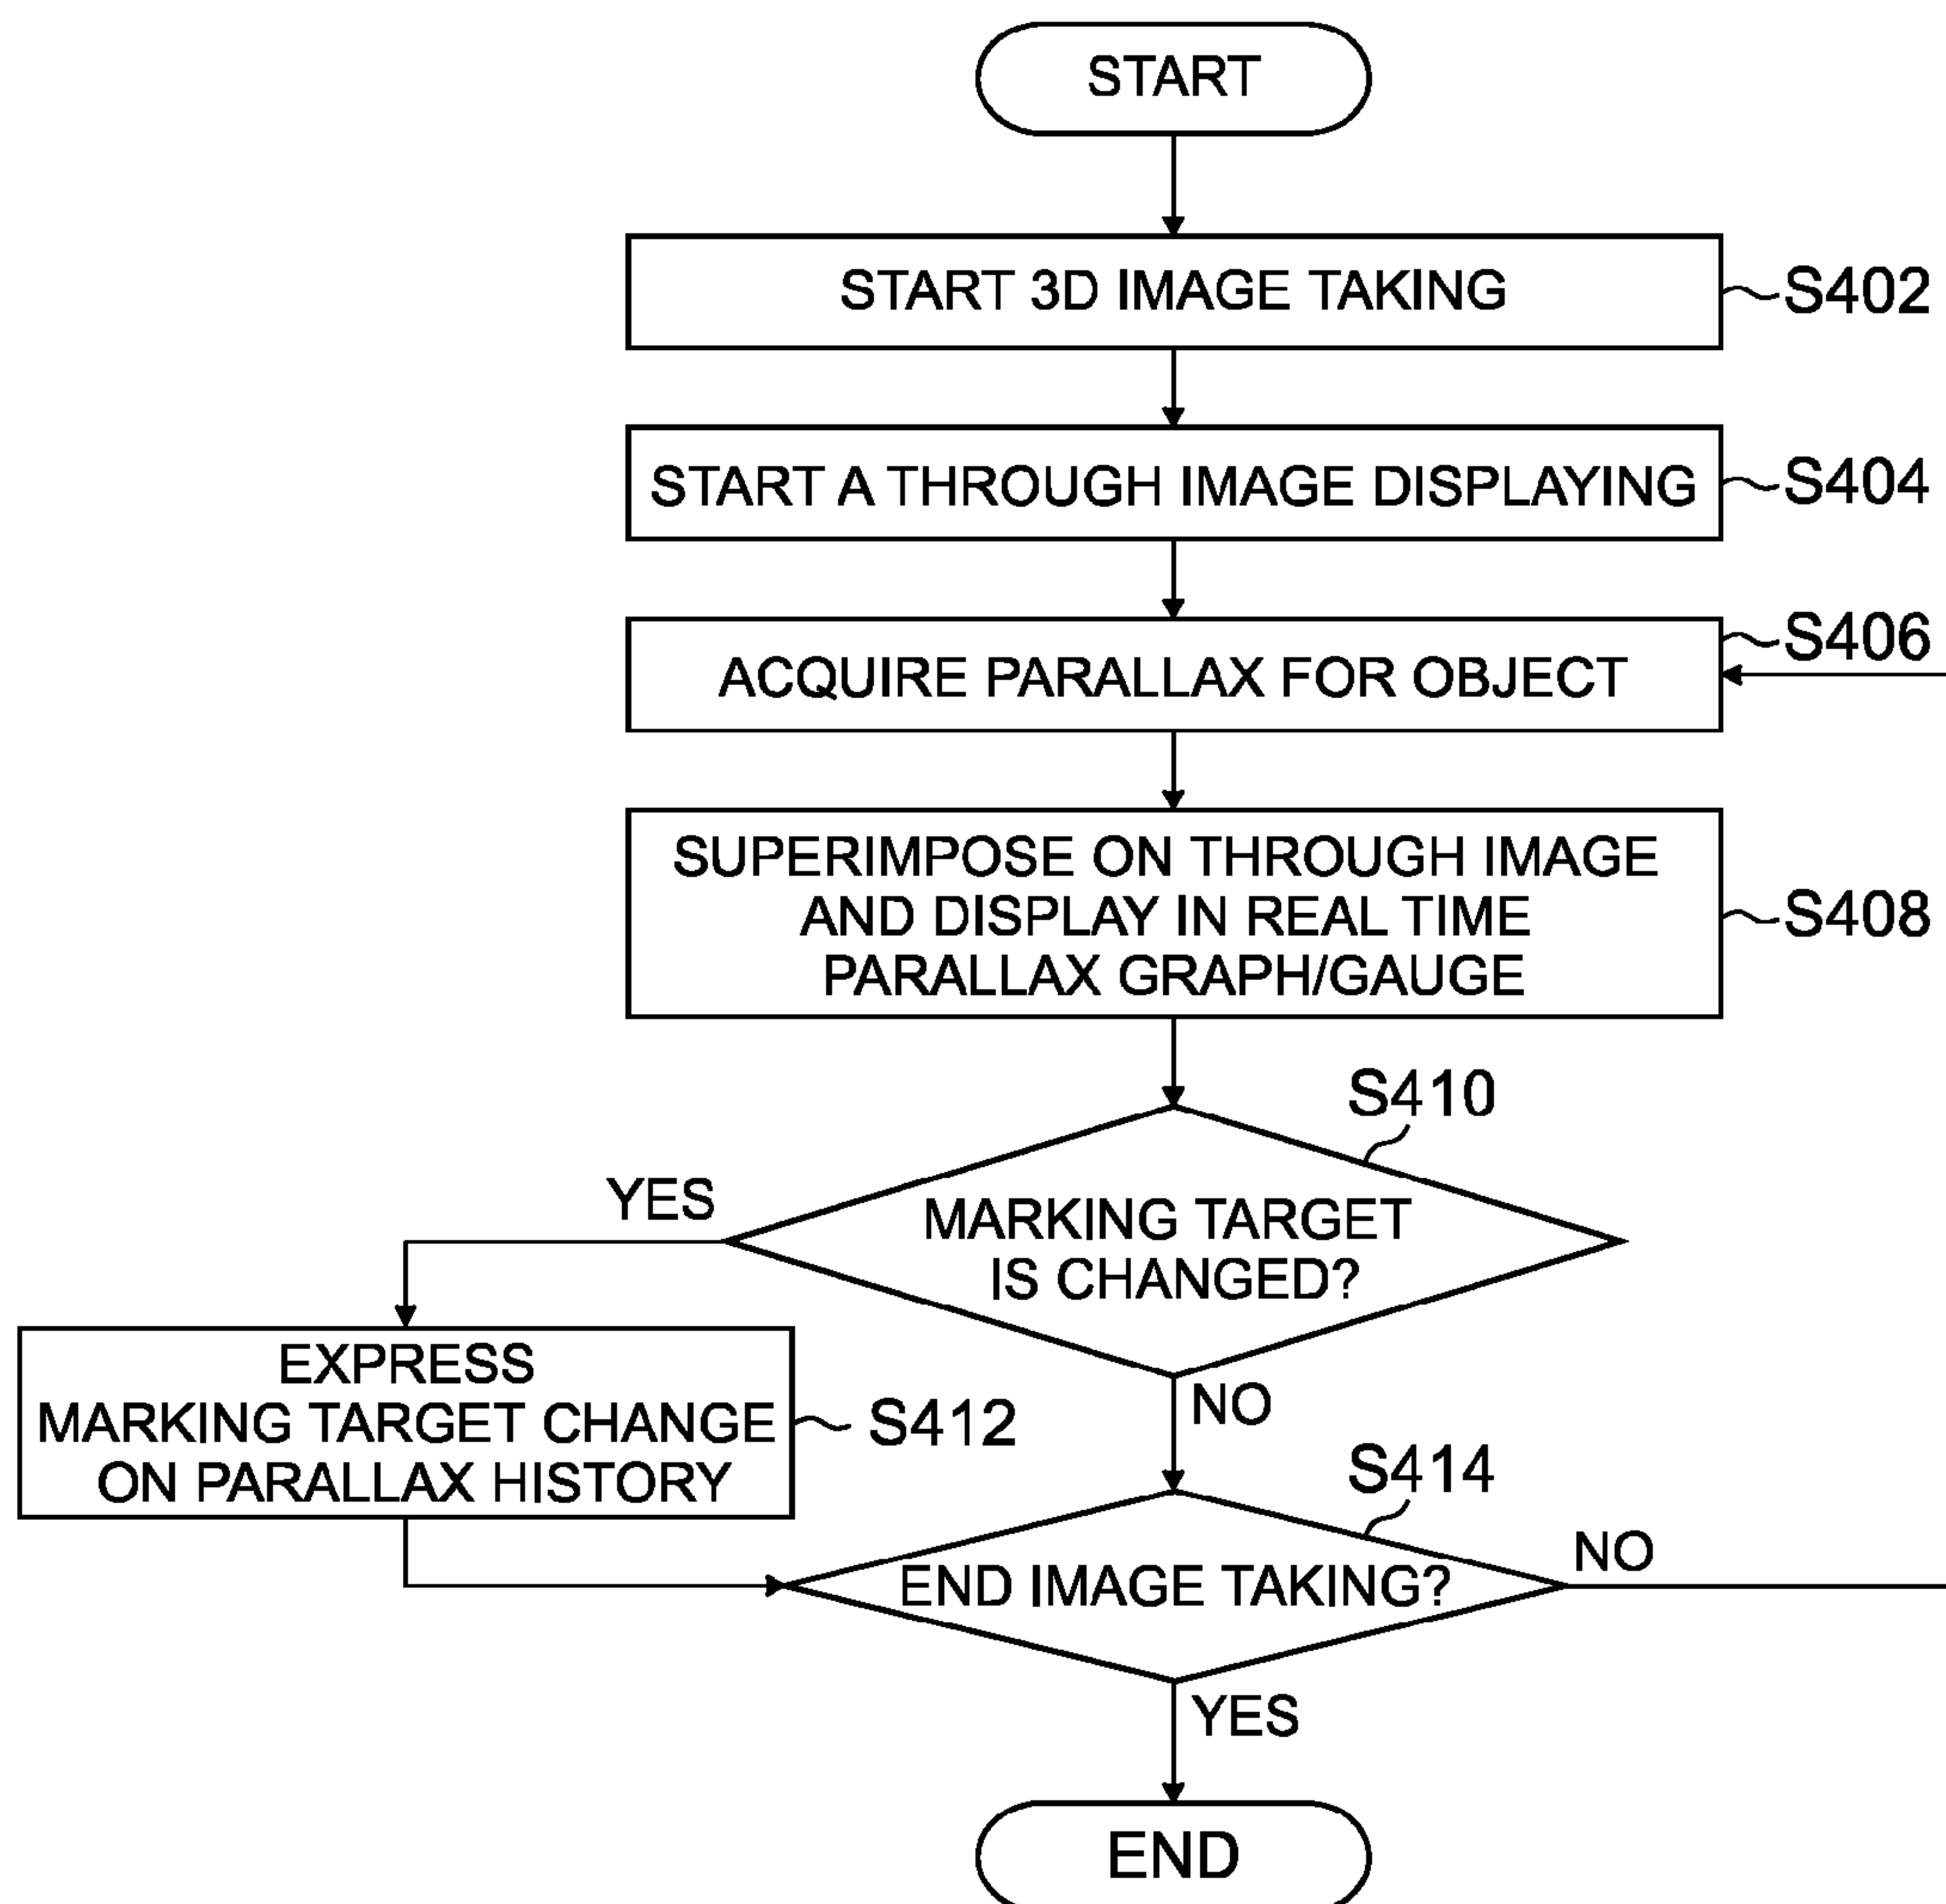 START
START 3D IMAGE TAKING
S402
START A THROUGH IMAGE DISPLAYING
S404
ACQUIRE PARALLAX FOR OBJECT
S406
SUPERIMPOSE ON THROUGH IMAGE
AND DISPLAY IN REAL TIME
PARALLAX GRAPH/GAUGE
S408
S410
MARKING TARGET
IS CHANGED?
YES
NO
EXPRESS
MARKING TARGET CHANGE
ON PARALLAX HISTORY
S412
S414
END IMAGE TAKING?
NO
YES
END